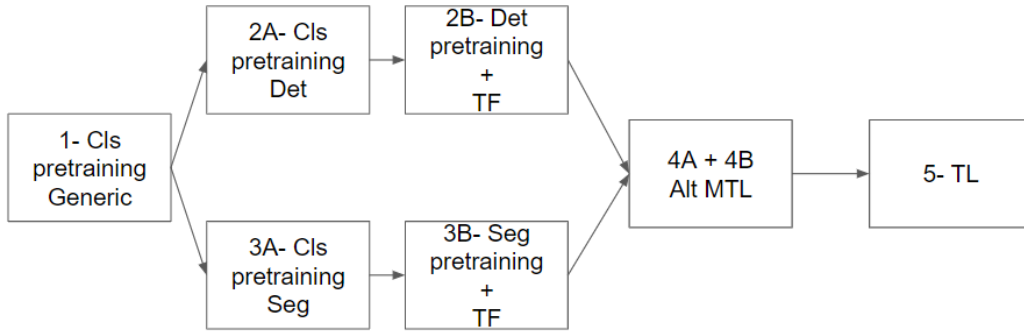 1- Cls
pretraining
Generic
2A- Cls
pretraining
Det
2B- Det
pretraining
+
TF
3A- Cls
pretraining
Seg
3B- Seg
pretraining
+
TF
4A + 4B
Alt MTL
5- TL